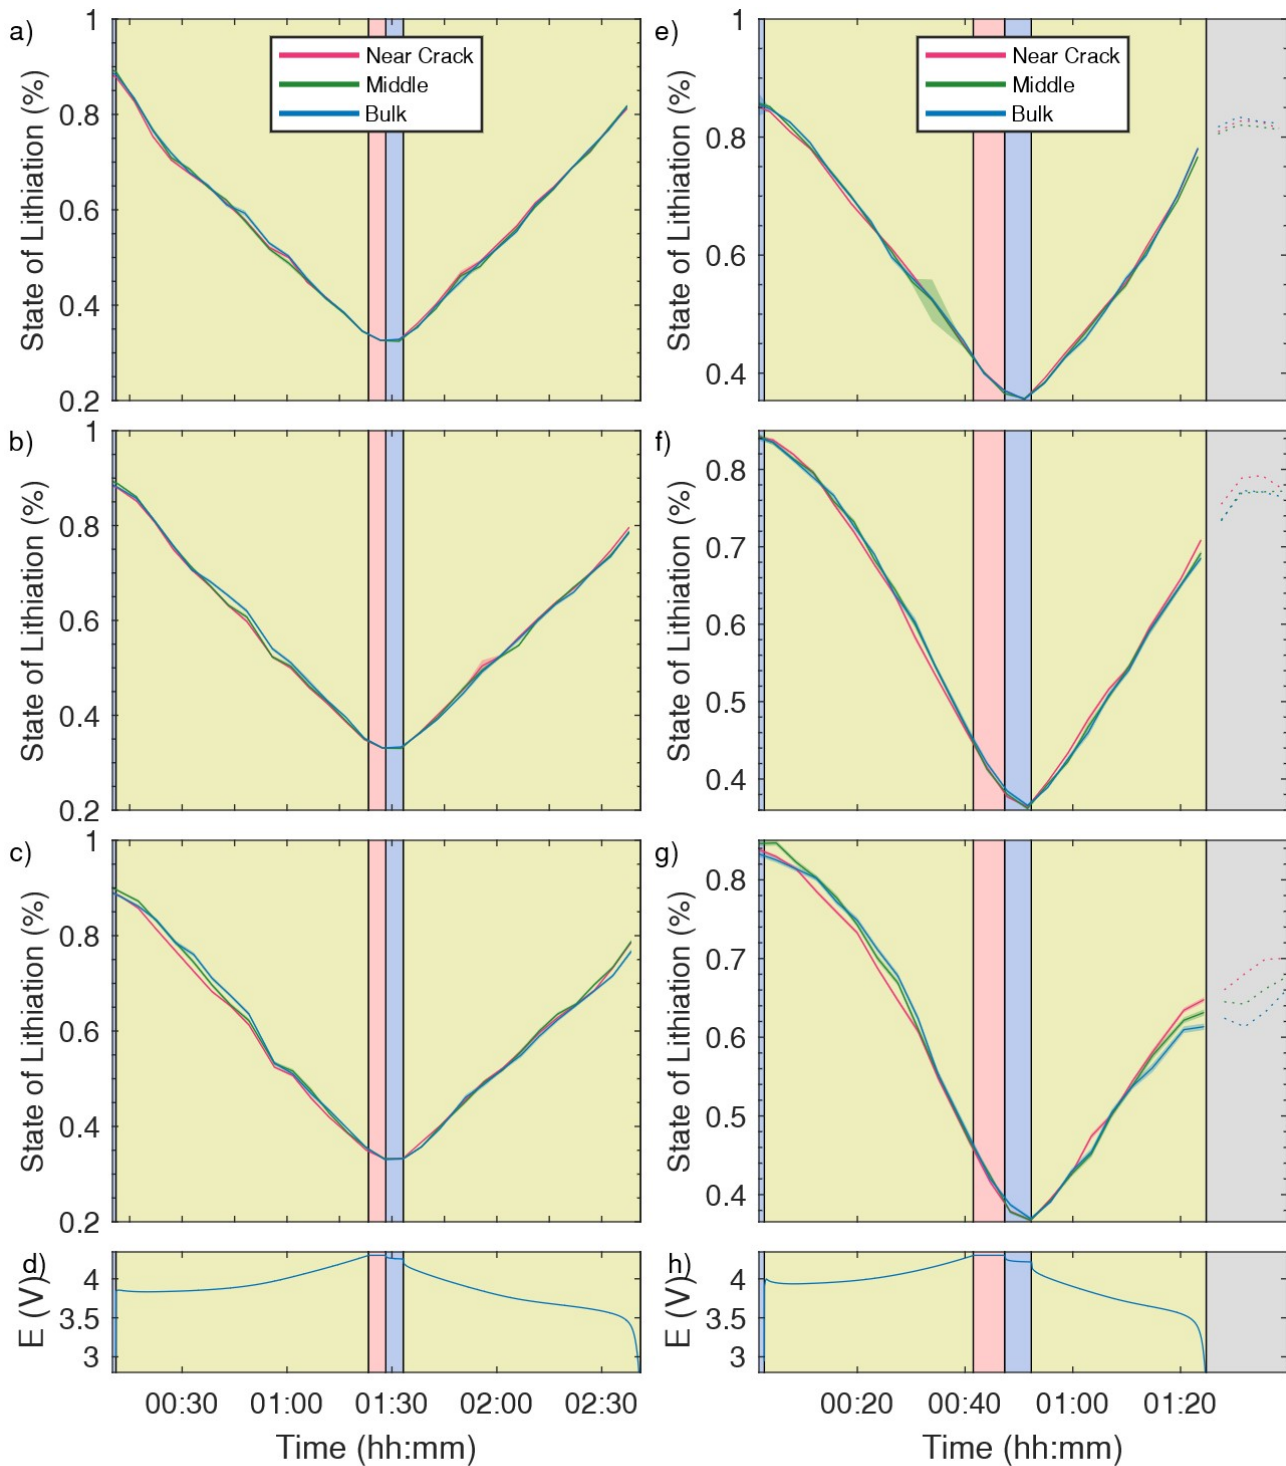 a)
1
0.8
0.6
0.4
0.2
State of Lithiation (%)
Near Crack
Middle
Bulk
b)
1
0.8
0.6
0.4
0.2
State of Lithiation (%)
c)
1
0.8
0.6
0.4
0.2
State of Lithiation (%)
d)
4
3.5
3
E (V)
00:30 01:00 01:30 02:00 02:30
Time (hh:mm)
e)
1
0.8
0.6
0.4
State of Lithiation (%)
Near Crack
Middle
Bulk
f)
0.8
0.7
0.6
0.5
0.4
State of Lithiation (%)
g)
0.8
0.7
0.6
0.5
0.4
State of Lithiation (%)
h)
4
3.5
3
E (V)
00:20 00:40 01:00 01:20
Time (hh:mm)